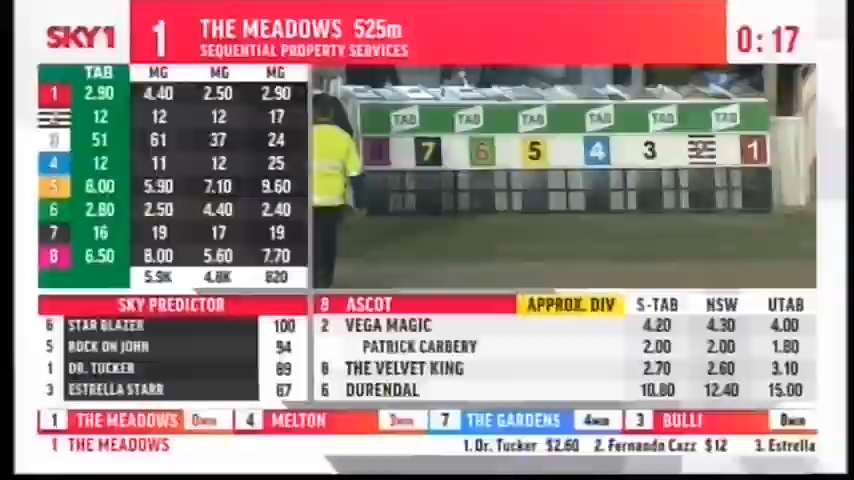 SKY1 1 THE MEADOWS 525m 0:17
SEQUENTIAL PROPERTY SERVICES
TAB MG MG MG
1 2.90 4.40 2.50 2.90
2 12 12 12 17
3 51 61 37 24
4 12 11 12 25
5 8.00 5.90 7.10 9.60
6 2.80 2.50 4.40 2.40
7 16 19 17 19
8 6.50 8.00 5.60 7.70
5.9K 4.8K 820
TAB TAB TAB TAB TAB TAB
8 7 6 5 4 3 2 1
SKY PREDICTOR
6 STAR BLAZER 100
5 ROCK ON JOHN 94
1 DR. TUCKER 89
3 ESTRELLA STARR 67
8 ASCOT APPROX. DIV S-TAB NSW UTAB
2 VEGA MAGIC 4.20 4.30 4.00
PATRICK CARBERY 2.00 2.00 1.80
8 THE VELVET KING 2.70 2.60 3.10
6 DURENDAL 10.80 12.40 15.00
1 THE MEADOWS 0MIN 4 MELTON 3MIN 7 THE GARDENS 4MIN 3 BULLI 8MIN
1 THE MEADOWS 1. Dr. Tucker $2.60 2. Fernando Cazz $12 3. Estrella